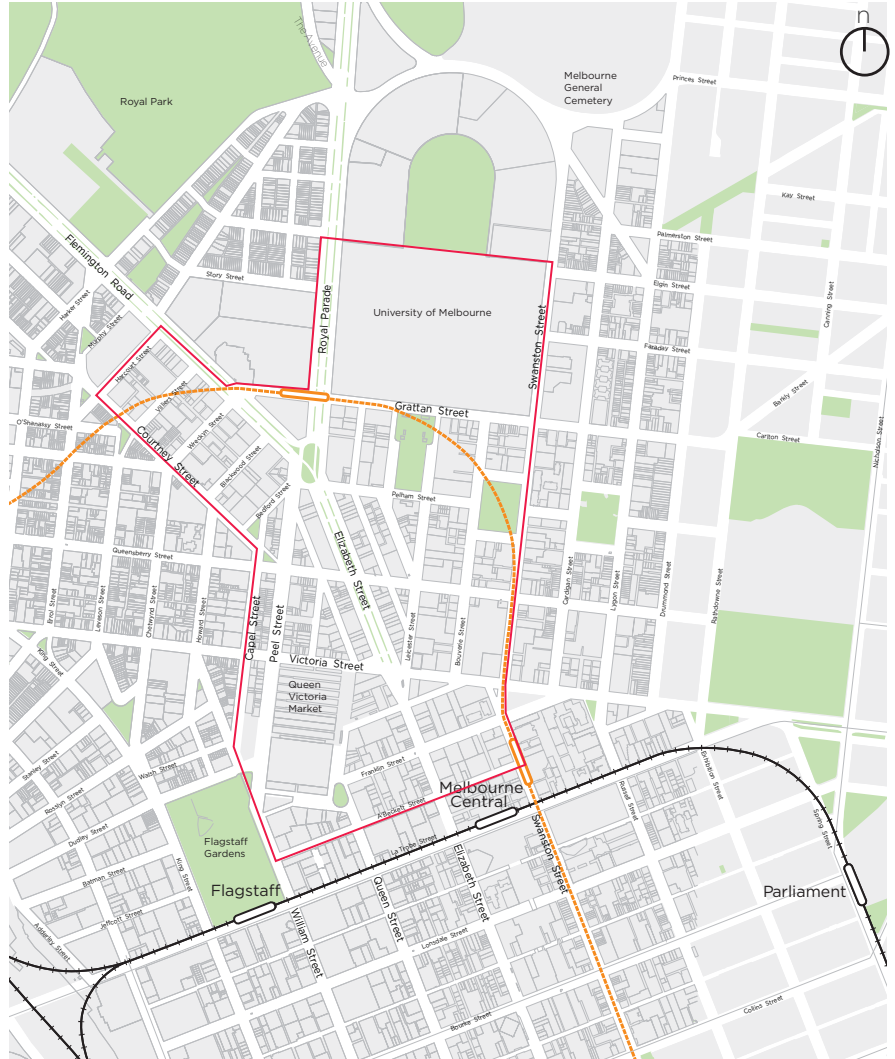 n
The Avenue
Royal Park
Melbourne
General
Cemetery
Princes Street
Kay Street
Palmerston Street
Flemington Road
Story Street
Elgin Street
Harker Street
Murphy Street
University of Melbourne
Royal Parade
Swanston Street
Canning Street
Faraday Street
Harcourt Street
Villiers Street
Barkly Street
Wreckyn Street
Grattan Street
O'Shanassy Street
Courtney Street
Blackwood Street
Carlton Street
Nicholson Street
Bedford Street
Pelham Street
Elizabeth Street
Queensberry Street
Cardigan Street
Lygon Street
Drummond Street
Rathdowne Street
Leveson Street
Chetwynd Street
Howard Street
Capel Street
Peel Street
Leicester Street
Bouverie Street
King Street
Victoria Street
Queen
Victoria
Market
Stanley Street
Walsh Street
Franklin Street
Rosslyn Street
Melbourne
Central
A'Beckett Street
Russell Street
Exhibition Street
Spring Street
Dudley Street
Flagstaff
Gardens
La Trobe Street
Swanston Street
Batman Street
King Street
Flagstaff
Elizabeth Street
Parliament
Queen Street
Jeffcott Street
William Street
Adderley Street
Lonsdale Street
Bourke Street
Collins Street